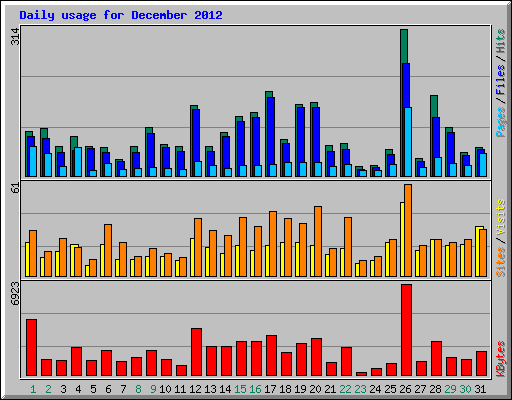 Daily usage for December 2012
314
Pages / Files / Hits
61
Sites / Visits
6923
KBytes
1 2 3 4 5 6 7 8 9 10 11 12 13 14 15 16 17 18 19 20 21 22 23 24 25 26 27 28 29 30 31